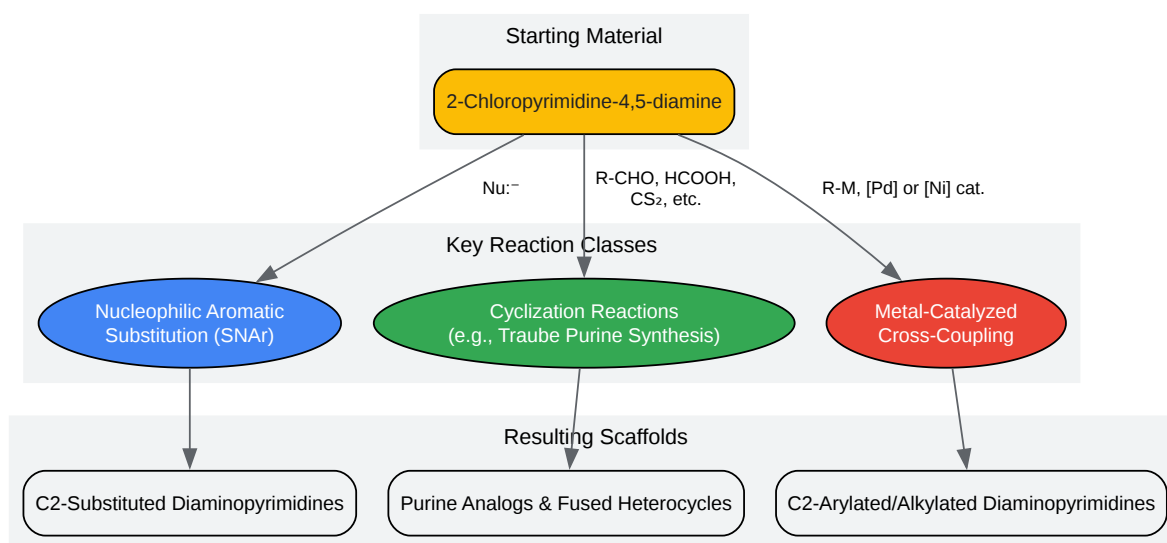 Starting Material
2-Chloropyrimidine-4,5-diamine
Nu:⁻
R-CHO, HCOOH,
CS₂, etc.
R-M, [Pd] or [Ni] cat.
Key Reaction Classes
Nucleophilic Aromatic
Substitution (SNAr)
Cyclization Reactions
(e.g., Traube Purine Synthesis)
Metal-Catalyzed
Cross-Coupling
Resulting Scaffolds
C2-Substituted Diaminopyrimidines
Purine Analogs & Fused Heterocycles
C2-Arylated/Alkylated Diaminopyrimidines